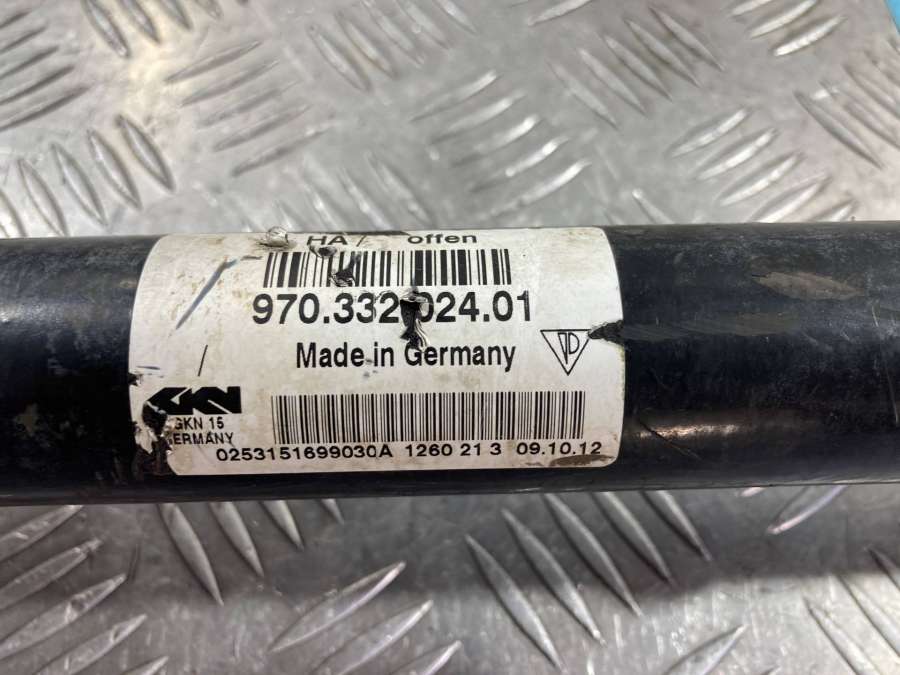 HA / offen
970.332.024.01
Made in Germany
GKN
GKN 15
GERMANY
0253151699030A 1260 21 3 09.10.12